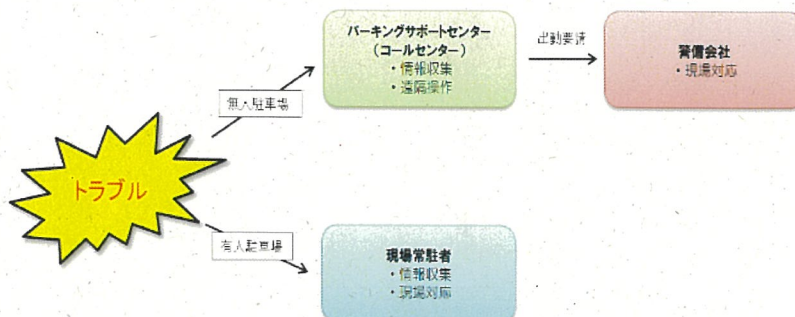 トラブル
無人駐車場
パーキングサポートセンター
(コールセンター)
・情報収集
・遠隔操作
出動要請
警備会社
・現場対応
有人駐車場
現場常駐者
・情報収集
・現場対応